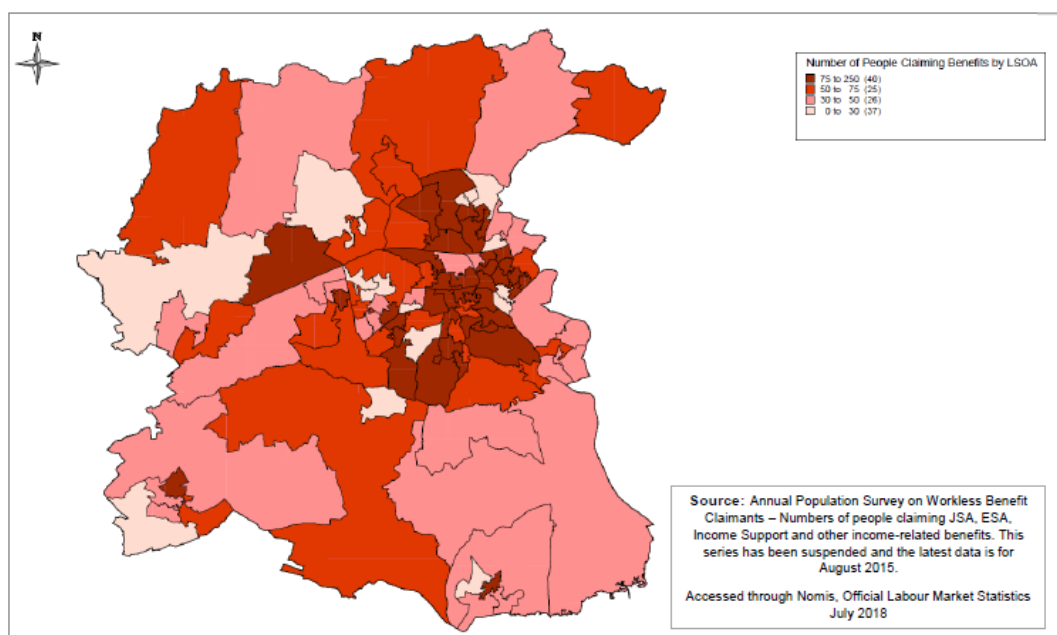 N
Number of People Claiming Benefits by LSOA
75 to 250 (40)
50 to 75 (25)
30 to 50 (26)
0 to 30 (37)
Source: Annual Population Survey on Workless Benefit
Claimants – Numbers of people claiming JSA, ESA,
Income Support and other income-related benefits. This
series has been suspended and the latest data is for
August 2015.
Accessed through Nomis, Official Labour Market Statistics
July 2018